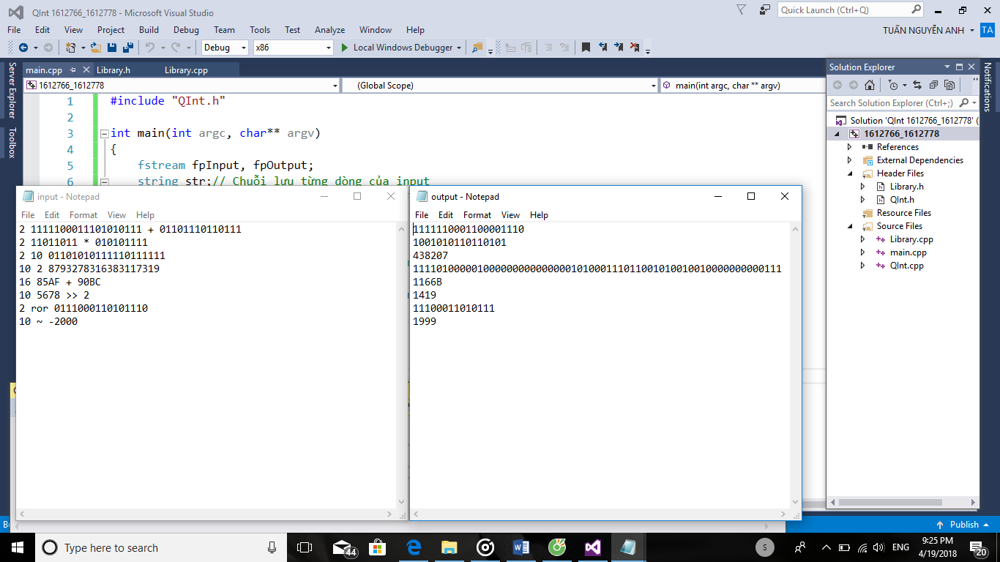 QInt 1612766_1612778 - Microsoft Visual Studio
Quick Launch (Ctrl+Q)
File Edit View Project Build Debug Team Tools Test Analyze Window Help
TUẤN NGUYỄN ANH TA
Debug x86 Local Windows Debugger
Server Explorer
Toolbox
main.cpp Library.h Library.cpp
1612766_1612778 (Global Scope) main(int argc, char ** argv)
1 #include "QInt.h"
2
3 int main(int argc, char** argv)
4 {
5 fstream fpInput, fpOutput;
6 string str;// Chuỗi lưu từng dòng của input
input - Notepad
File Edit Format View Help
2 1111100011101010111 + 01101110110111
2 11011011 * 010101111
2 10 01101010111110111111
10 2 8793278316383117319
16 85AF + 90BC
10 5678 >> 2
2 ror 0111000110101110
10 ~ -2000
output - Notepad
File Edit Format View Help
1111110001100001110
1001010110110101
438207
111101000001000000000000000101000111011001010010010000000000111
1166B
1419
11100011010111
1999
Solution Explorer
Search Solution Explorer (Ctrl+;)
Solution 'QInt 1612766_1612778' (
1612766_1612778
References
External Dependencies
Header Files
Library.h
QInt.h
Resource Files
Source Files
Library.cpp
main.cpp
QInt.cpp
Notifications
Publish
Type here to search
44
S
ENG
9:25 PM
4/19/2018
20